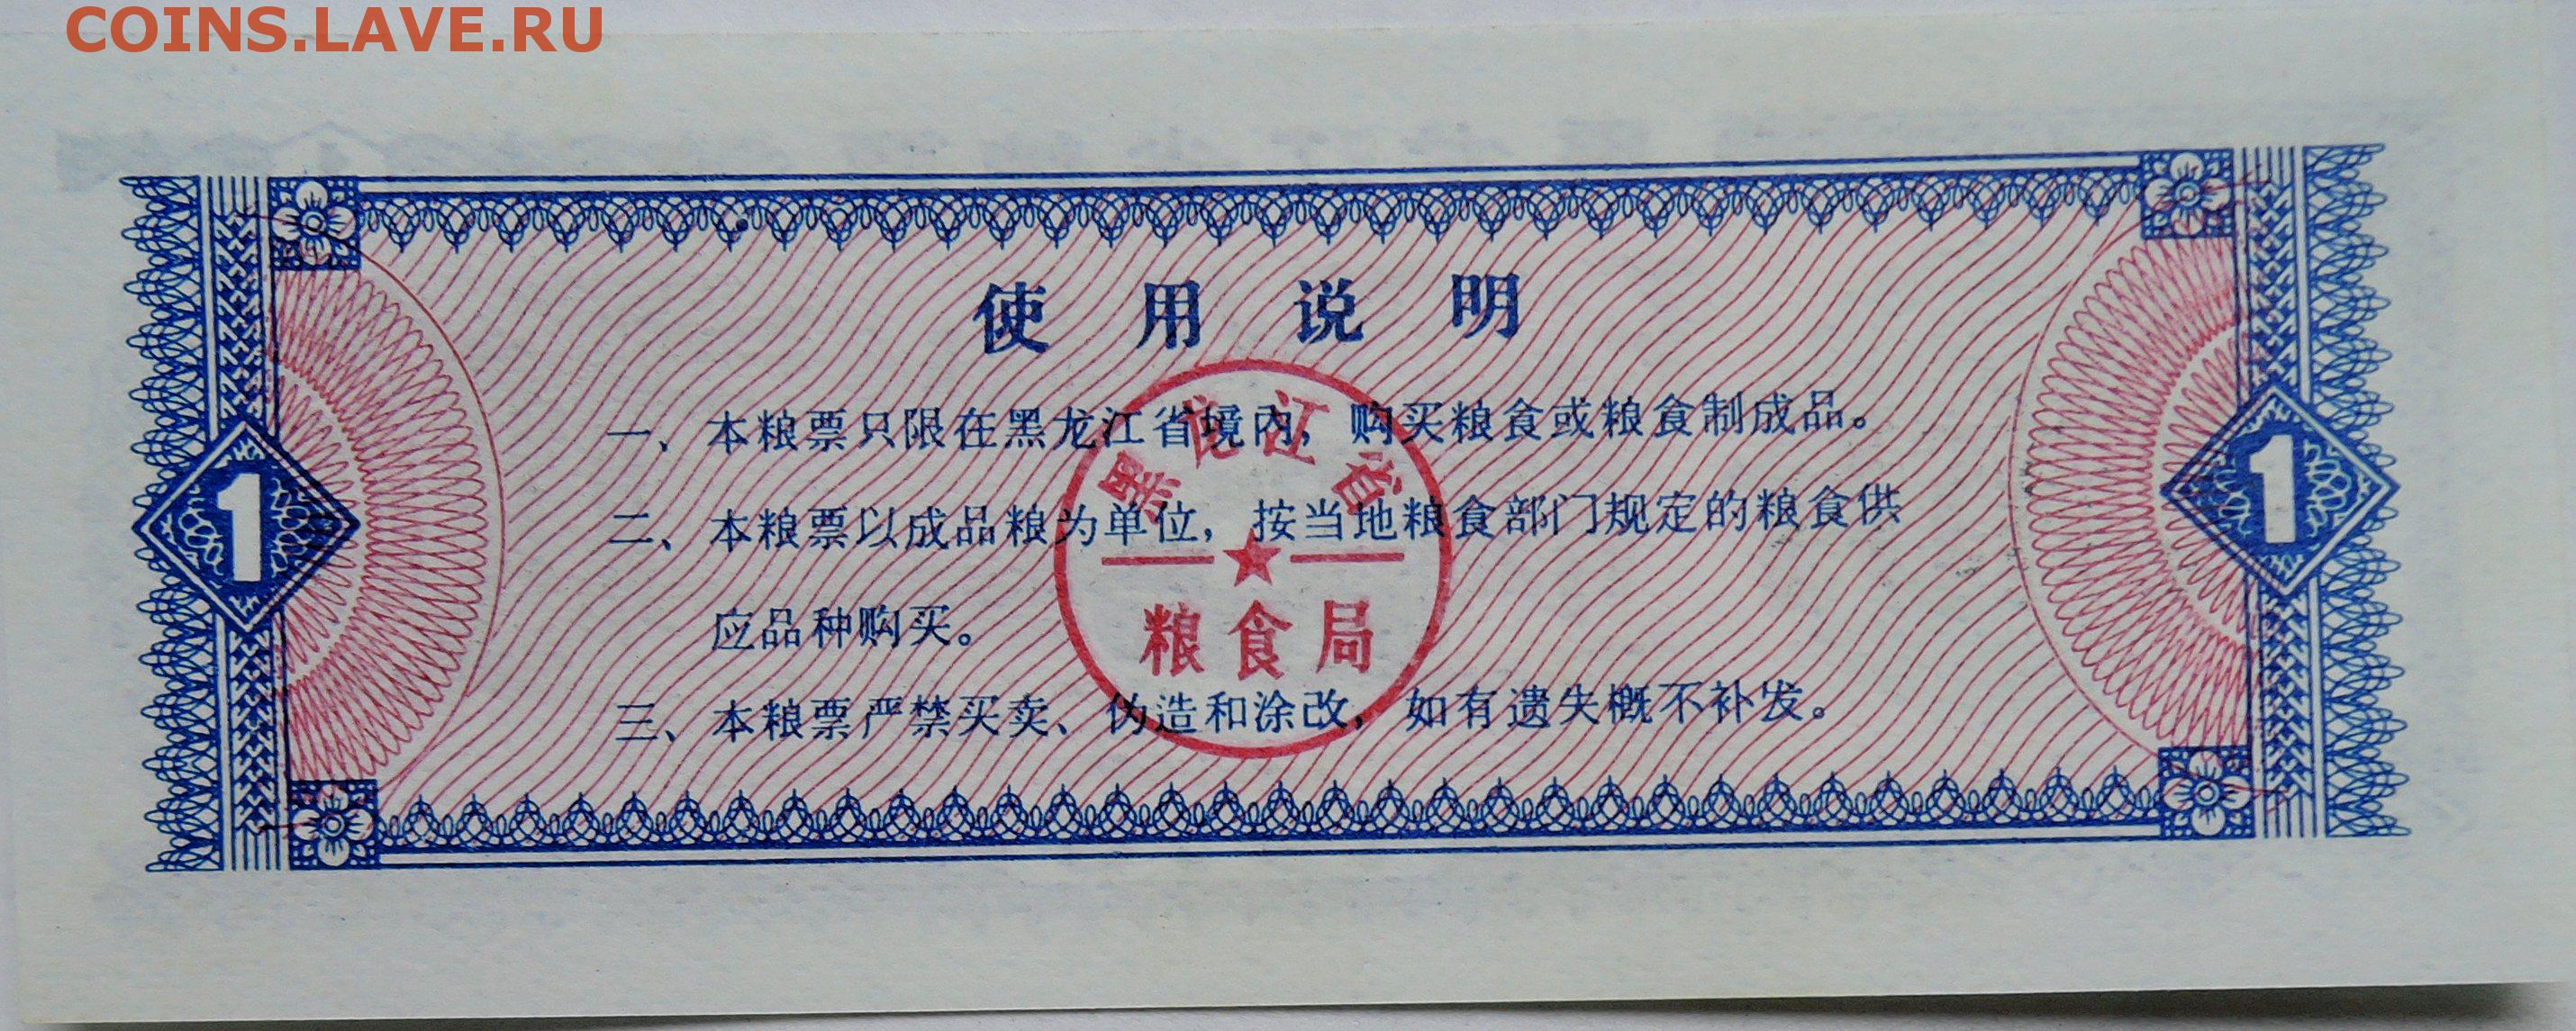 COINS.LAVE.RU
使用说明
一、本粮票只限在黑龙江省境内，购买粮食或粮食制成品。
二、本粮票以成品粮为单位，按当地粮食部门规定的粮食供
应品种购买。
三、本粮票严禁买卖、伪造和涂改，如有遗失概不补发。
黑龙江省
粮食局
1
1